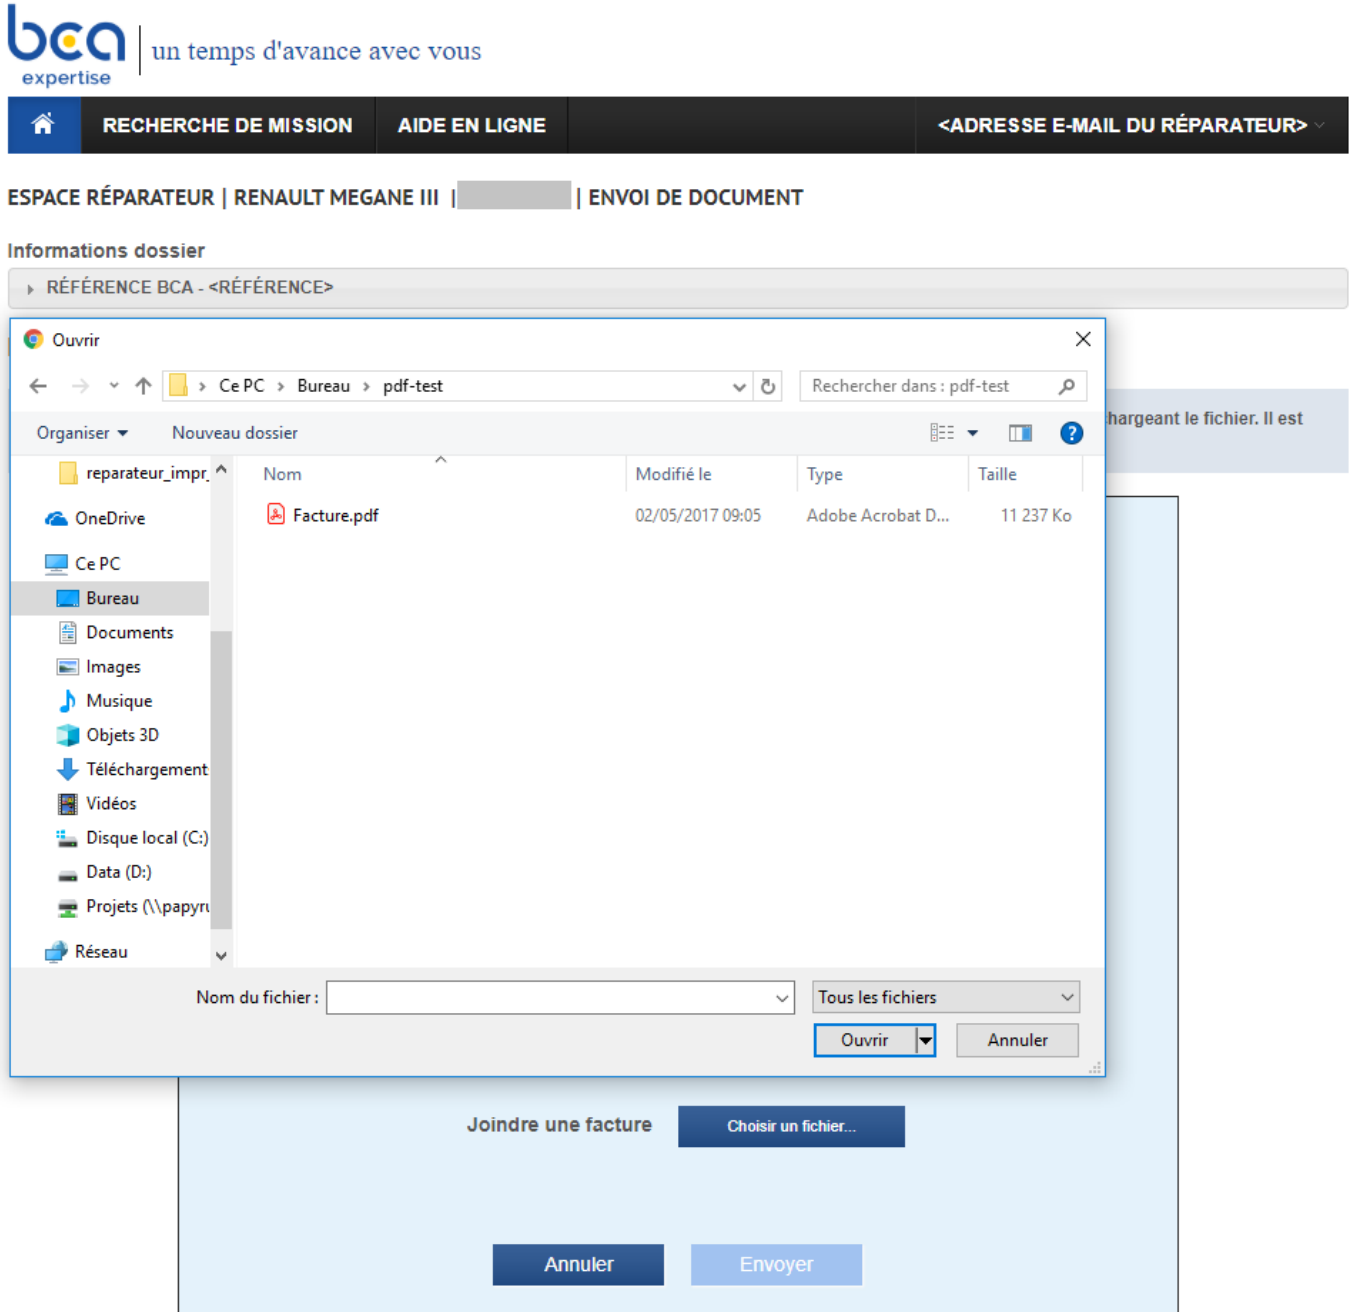 bca
expertise
un temps d'avance avec vous
RECHERCHE DE MISSION
AIDE EN LIGNE
<ADRESSE E-MAIL DU RÉPARATEUR>
ESPACE RÉPARATEUR | RENAULT MEGANE III | | ENVOI DE DOCUMENT
Informations dossier
RÉFÉRENCE BCA - <RÉFÉRENCE>
Ouvrir
Ce PC > Bureau > pdf-test
Rechercher dans : pdf-test
hargeant le fichier. Il est
Organiser
Nouveau dossier
reparateur_impr_
Nom
Modifié le
Type
Taille
Facture.pdf
02/05/2017 09:05
Adobe Acrobat D...
11 237 Ko
OneDrive
Ce PC
Bureau
Documents
Images
Musique
Objets 3D
Téléchargement
Vidéos
Disque local (C:)
Data (D:)
Projets (\\papyru
Réseau
Nom du fichier :
Tous les fichiers
Ouvrir
Annuler
Joindre une facture
Choisir un fichier...
Annuler
Envoyer